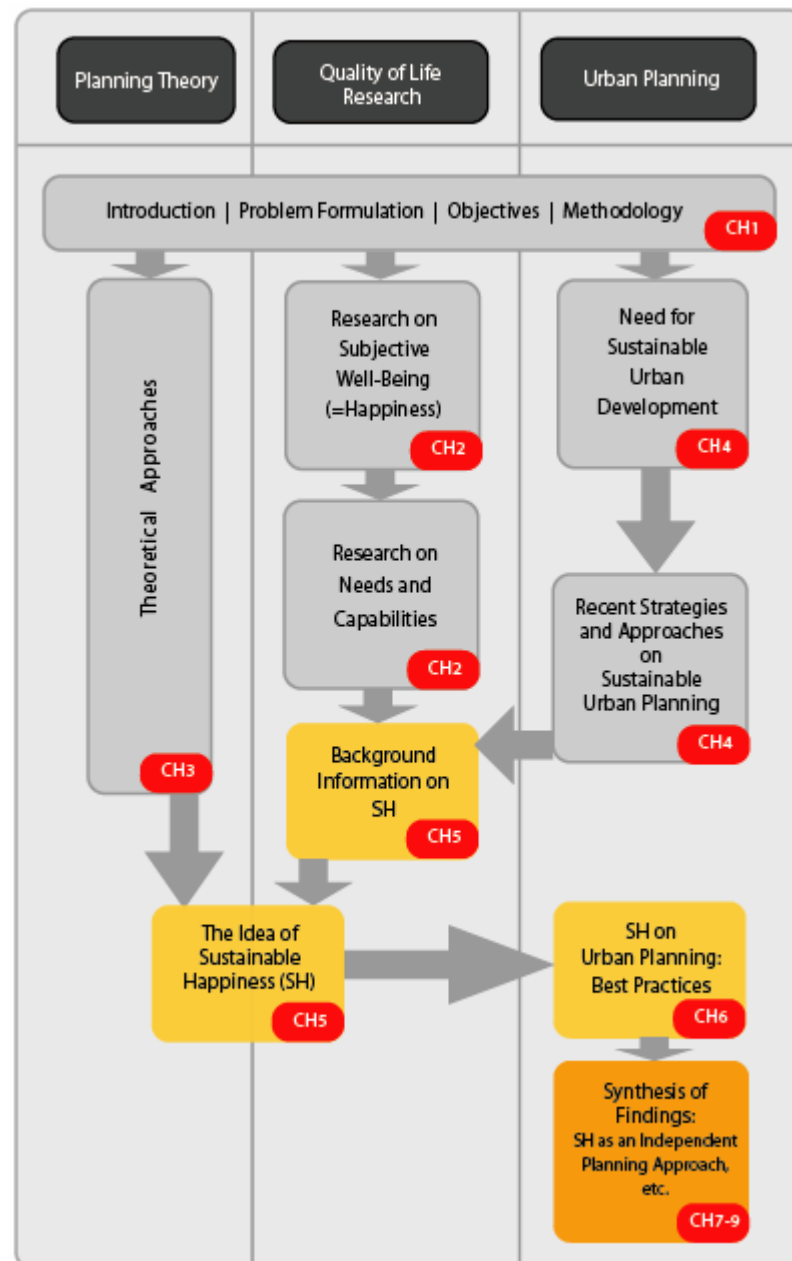 Planning Theory
Quality of Life
Research
Urban Planning
Introduction | Problem Formulation | Objectives | Methodology
CH1
Theoretical Approaches
CH3
Research on
Subjective
Well-Being
(=Happiness)
CH2
Need for
Sustainable
Urban
Development
CH4
Research on
Needs and
Capabilities
CH2
Recent Strategies
and Approaches
on
Sustainable
Urban Planning
CH4
Background
Information on
SH
CH5
The Idea of
Sustainable
Happiness (SH)
CH5
SH on
Urban Planning:
Best Practices
CH6
Synthesis of
Findings:
SH as an Independent
Planning Approach,
etc.
CH7-9